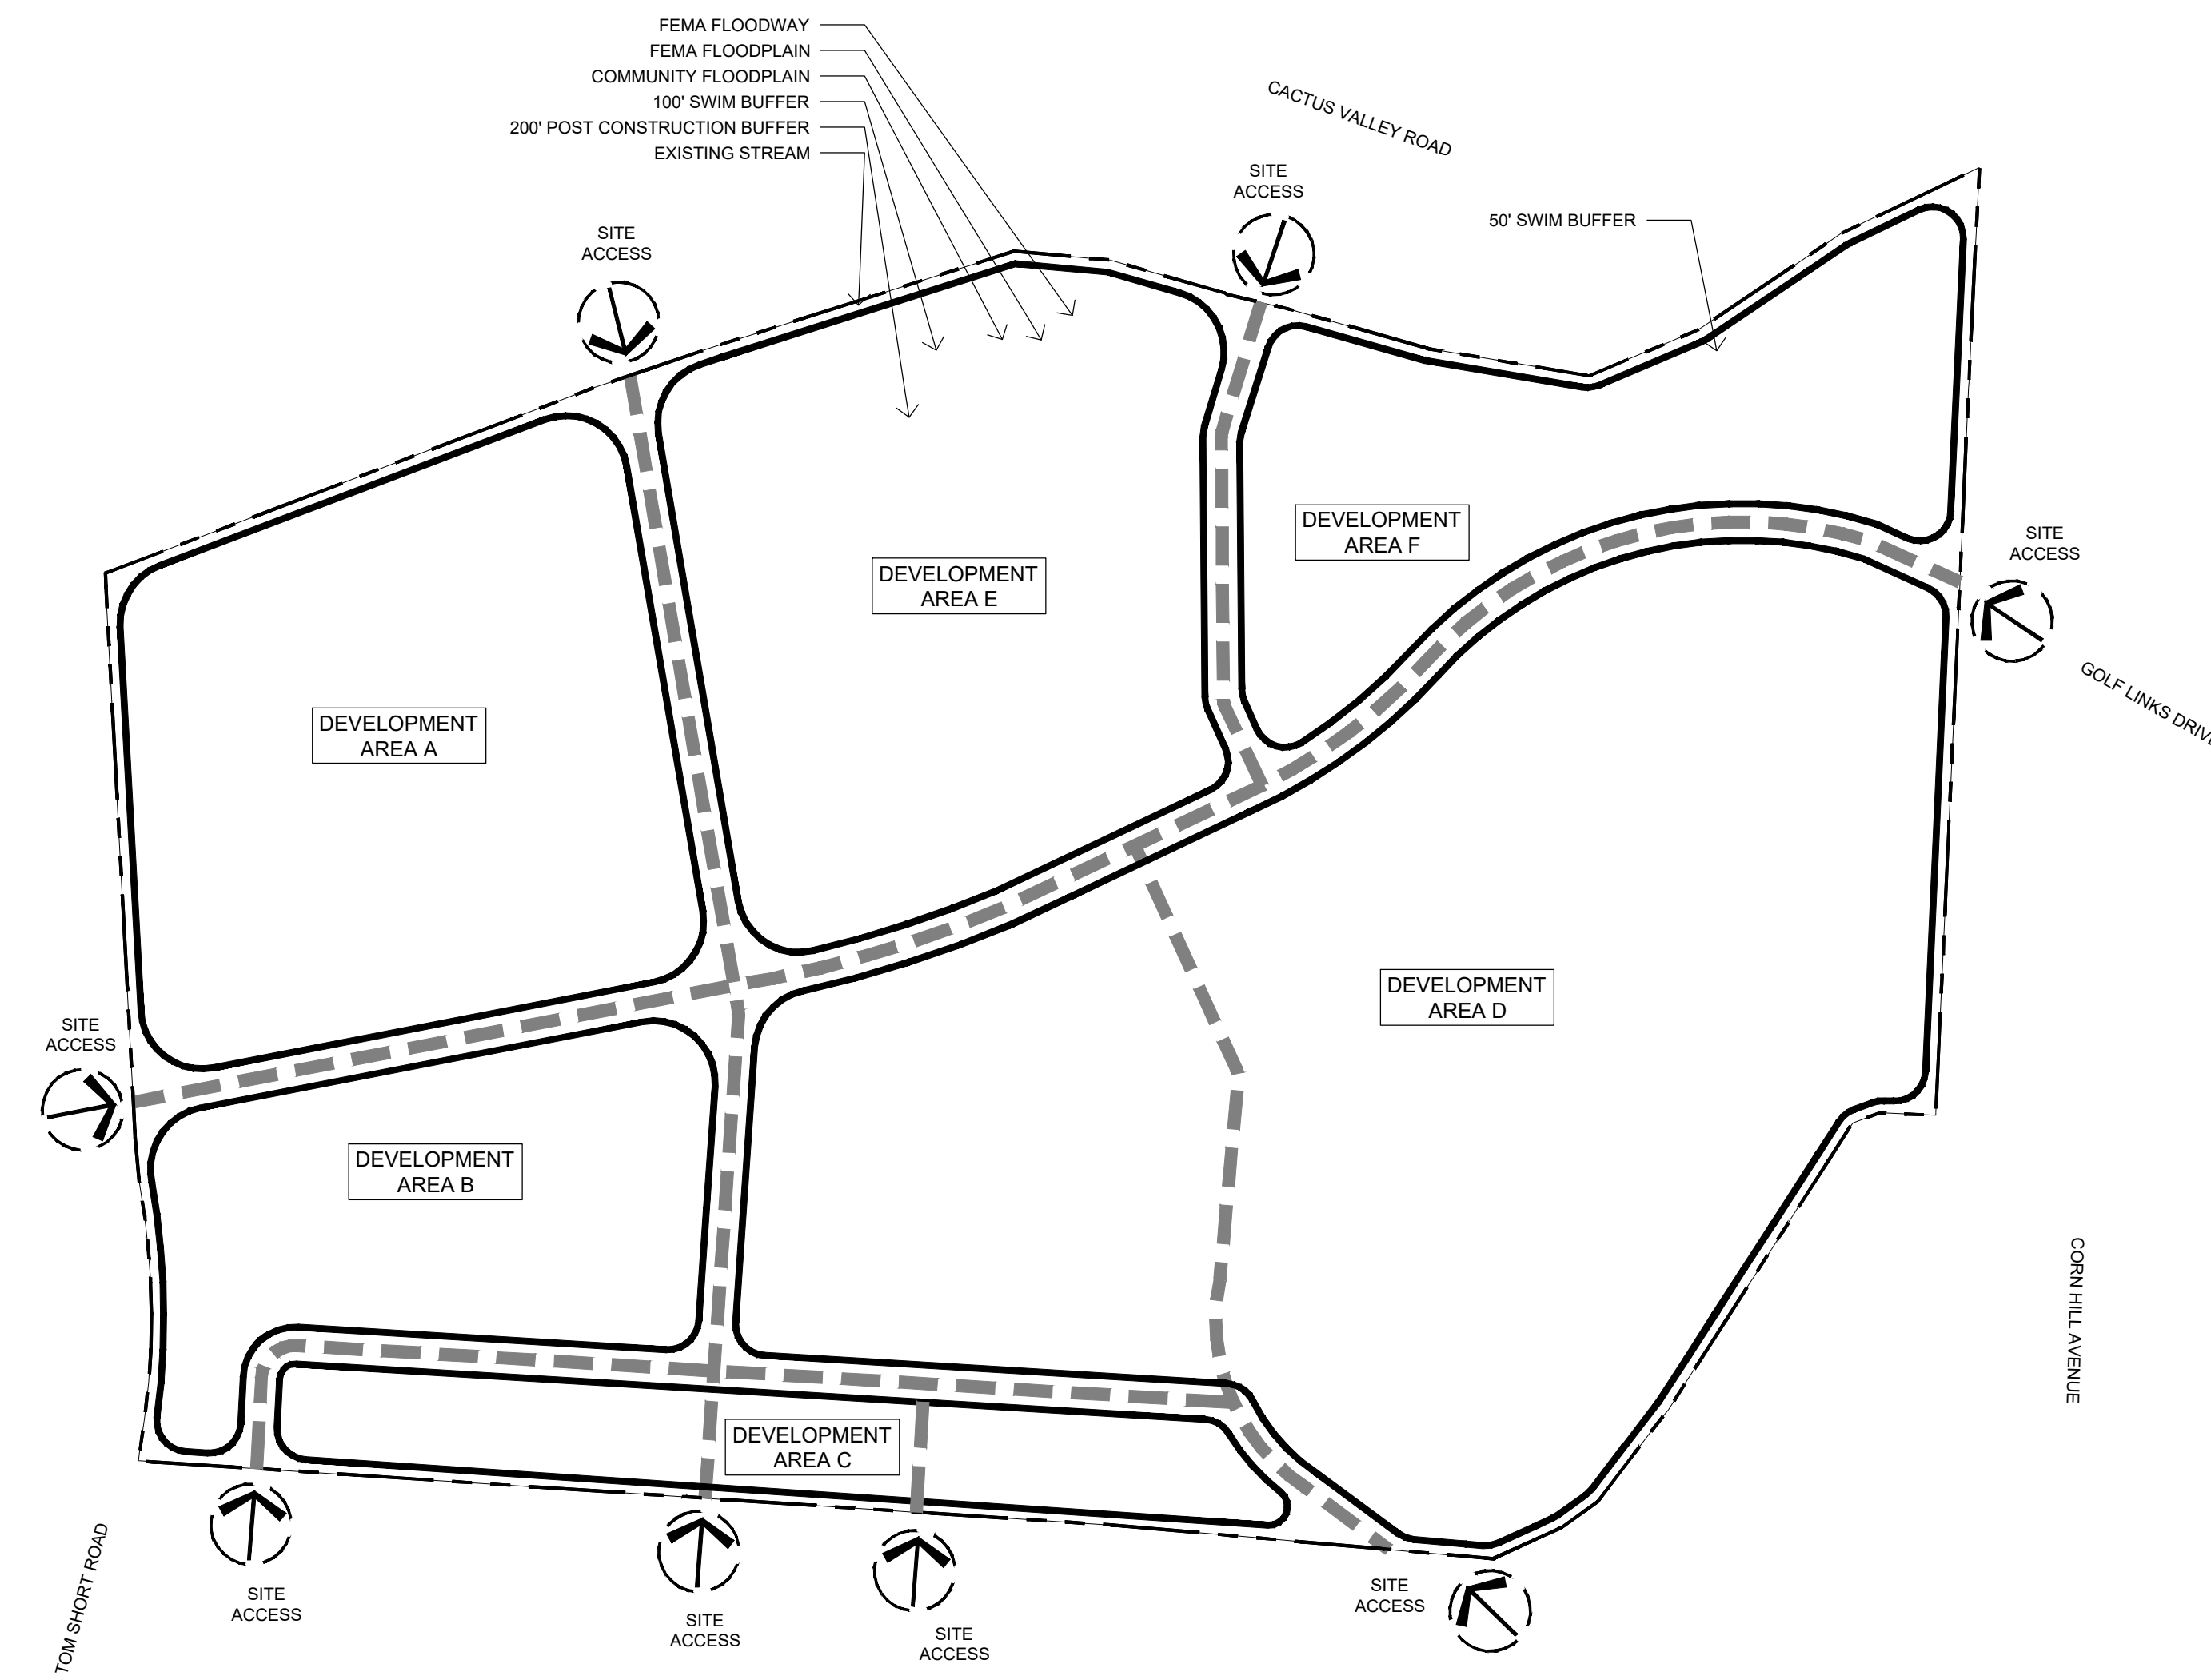 FEMA FLOODWAY
FEMA FLOODPLAIN
COMMUNITY FLOODPLAIN
100' SWIM BUFFER
200' POST CONSTRUCTION BUFFER
EXISTING STREAM
CACTUS VALLEY ROAD
SITE
ACCESS
50' SWIM BUFFER
SITE
ACCESS
DEVELOPMENT
AREA F
SITE
ACCESS
DEVELOPMENT
AREA E
GOLF LINKS DRIVE
DEVELOPMENT
AREA A
DEVELOPMENT
AREA D
SITE
ACCESS
DEVELOPMENT
AREA B
CORN HILL AVENUE
DEVELOPMENT
AREA C
TOM SHORT ROAD
SITE
ACCESS
SITE
ACCESS
SITE
ACCESS
SITE
ACCESS